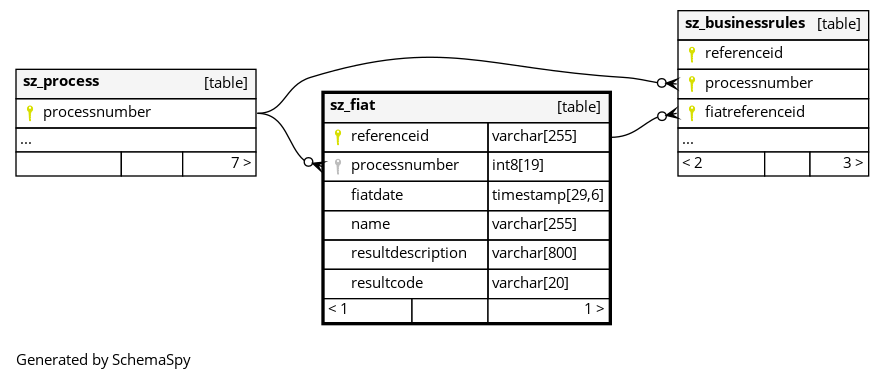 sz_process [table]
processnumber
...
7 >
sz_fiat [table]
referenceid varchar[255]
processnumber int8[19]
fiatdate timestamp[29,6]
name varchar[255]
resultdescription varchar[800]
resultcode varchar[20]
< 1 1 >
sz_businessrules [table]
referenceid
processnumber
fiatreferenceid
...
< 2 3 >
Generated by SchemaSpy